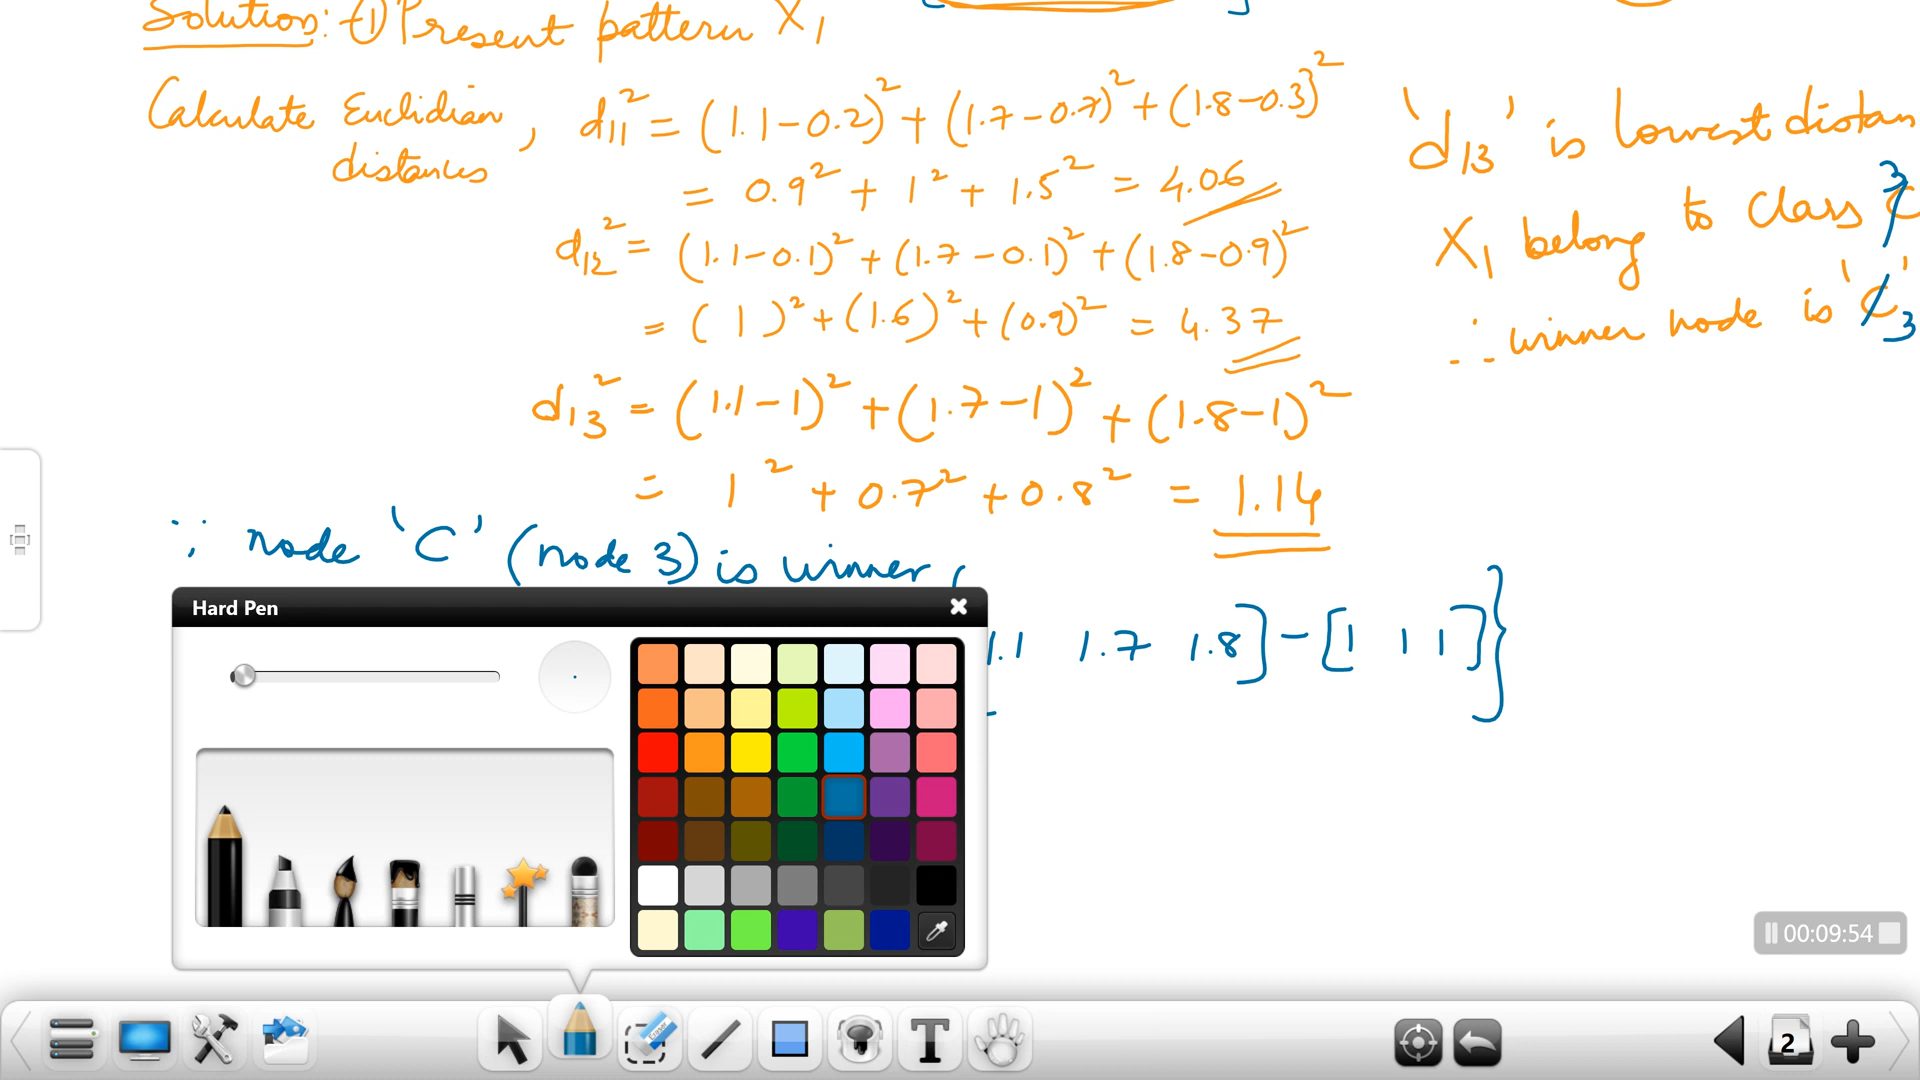 Solution: -① Present pattern X₁
Calculate Euclidian distances, d₁₁² = (1.1-0.2)² + (1.7-0.7)² + (1.8-0.3)²
= 0.9² + 1² + 1.5² = 4.06
d₁₂² = (1.1-0.1)² + (1.7-0.1)² + (1.8-0.9)²
= (1)² + (1.6)² + (0.9)² = 4.37
d₁₃² = (1.1-1)² + (1.7-1)² + (1.8-1)²
= 1² + 0.7² + 0.8² = 1.14
'd₁₃' is lowest distan
X₁ belong to class C 3
∴ winner node is 'C' 3
∵ node 'C' (node 3) is winner,
1.1 1.7 1.8] - [1 1 1]}
Hard Pen
00:09:54
T
2